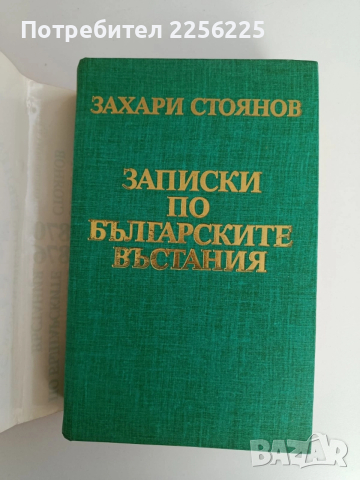 Потребител 2256225
ЗАХАРИ СТОЯНОВ
ЗАПИСКИ
ПО
БЪЛГАРСКИТЕ
ВЪСТАНИЯ
BAZAR